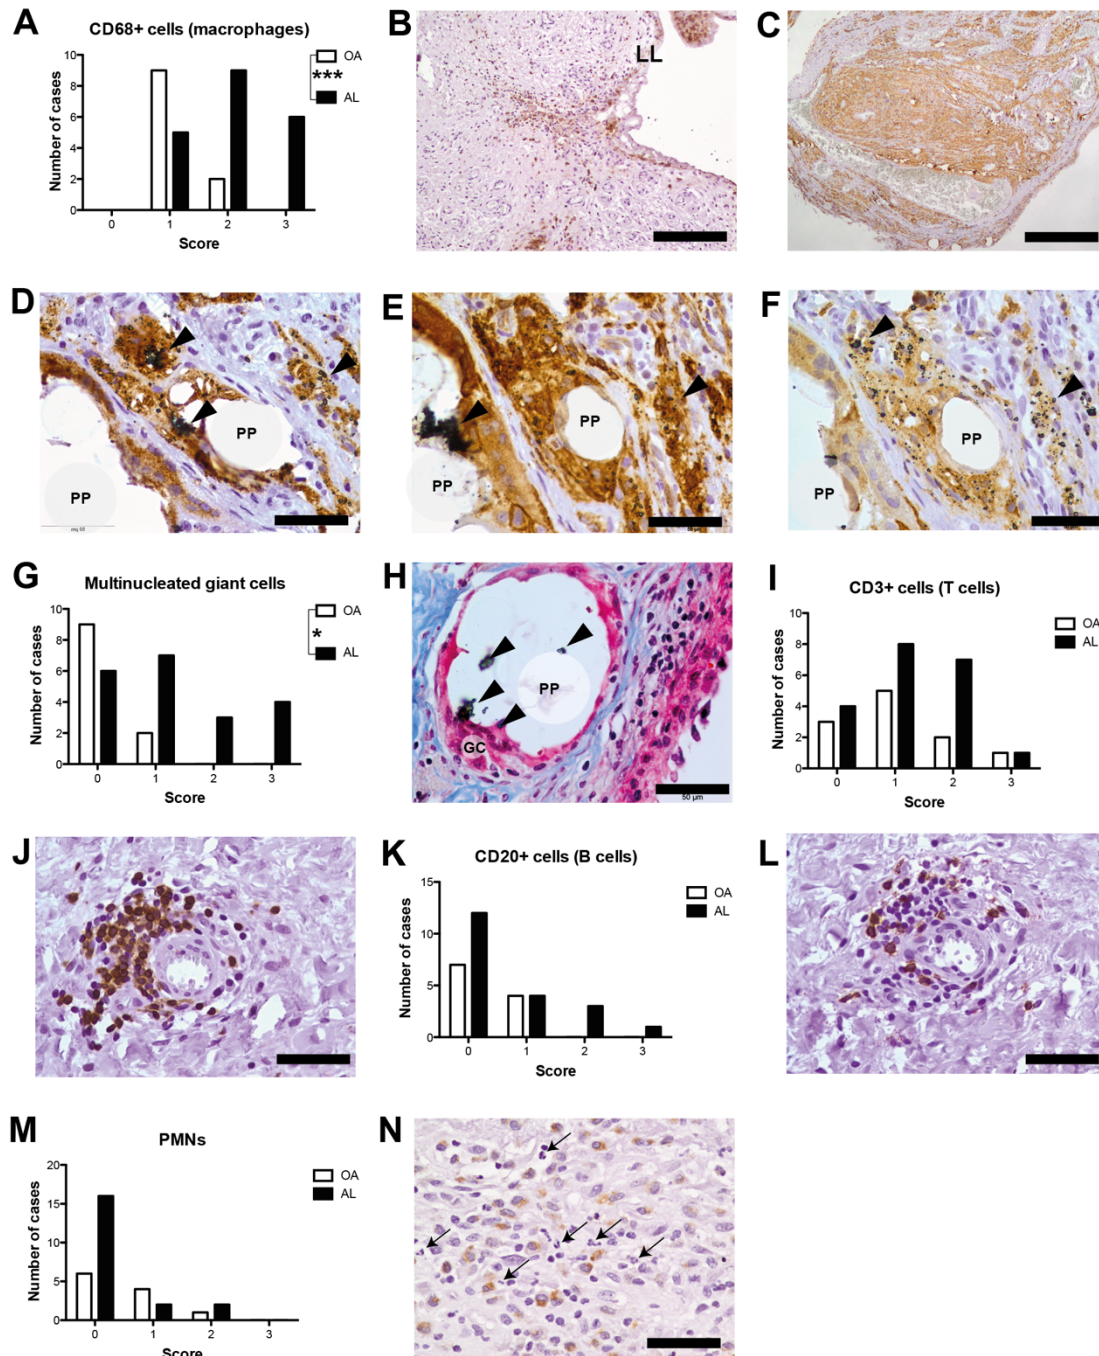 A
CD68+ cells (macrophages)
Number of cases
10
8
6
4
2
0
0 1 2 3
Score
OA
***
AL
B
LL
C
D
PP
PP
E
PP
PP
F
PP
PP
G
Multinucleated giant cells
Number of cases
10
8
6
4
2
0
0 1 2 3
Score
OA
*
AL
H
PP
GC
50 µm
I
CD3+ cells (T cells)
Number of cases
10
8
6
4
2
0
0 1 2 3
Score
OA
AL
J
K
CD20+ cells (B cells)
Number of cases
15
10
5
0
0 1 2 3
Score
OA
AL
L
M
PMNs
Number of cases
20
15
10
5
0
0 1 2 3
Score
OA
AL
N